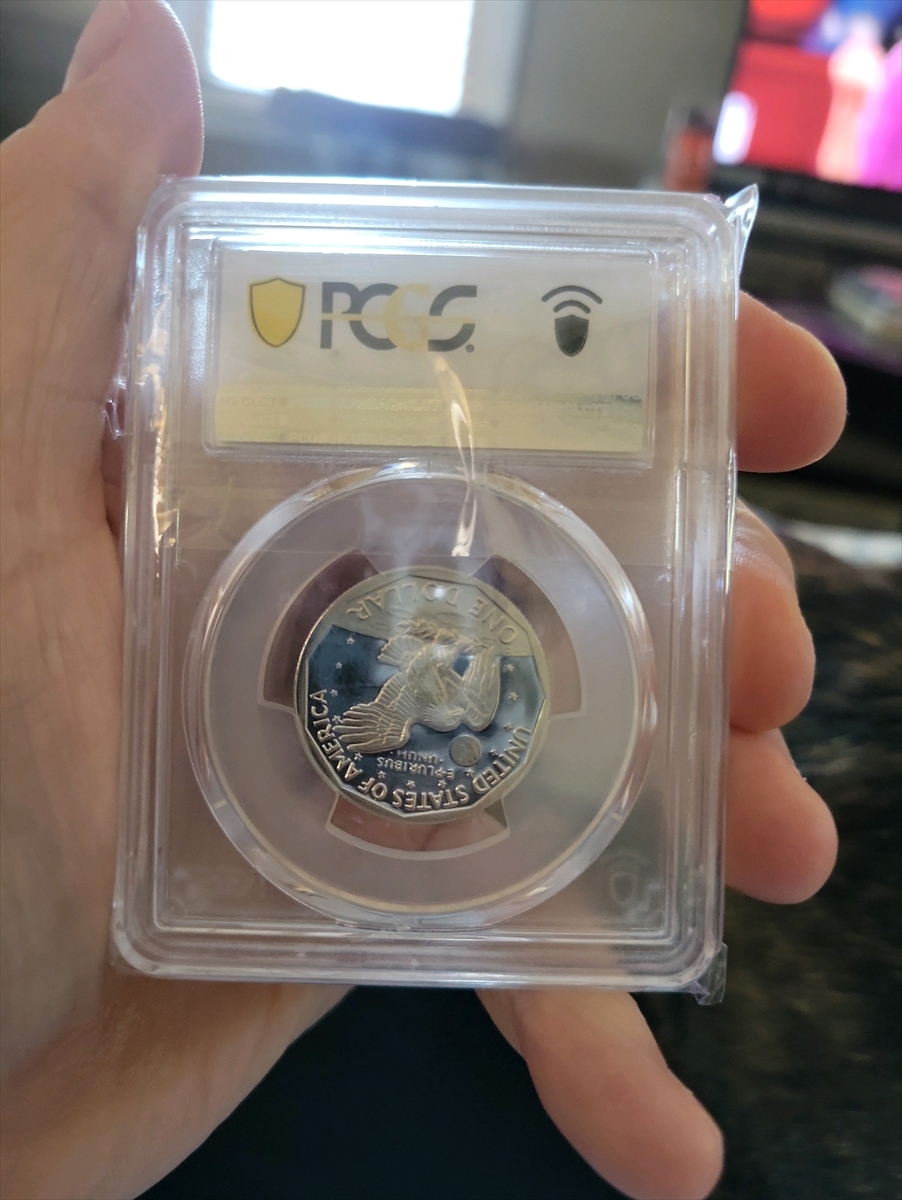 PCGS
ONE DOLLAR
UNITED STATES OF AMERICA
E·PLURIBUS
UNUM